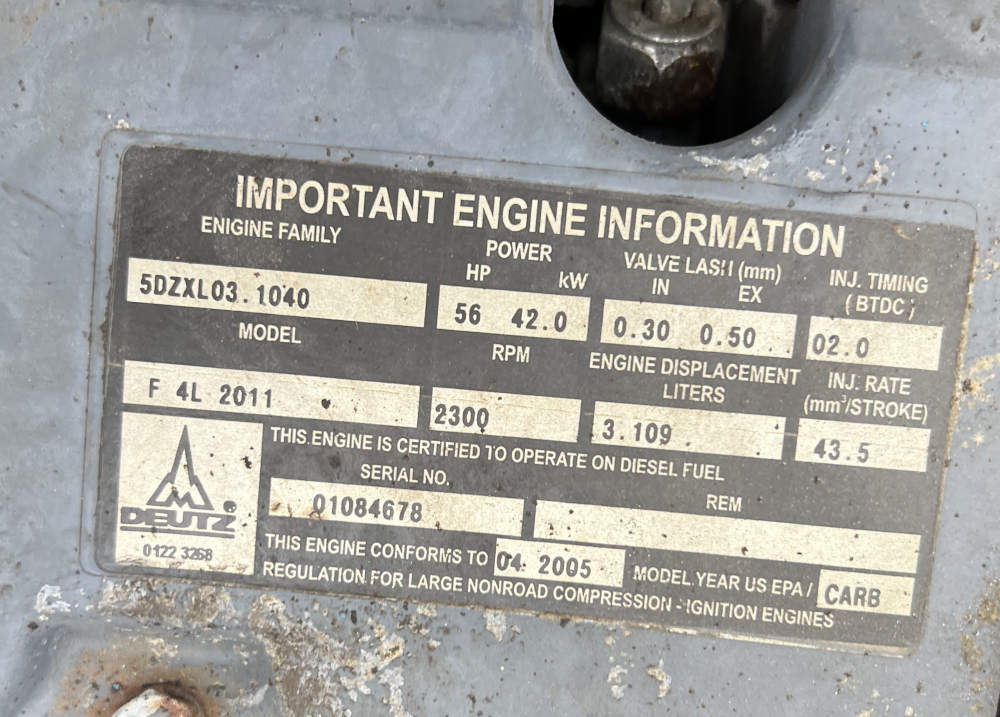 IMPORTANT ENGINE INFORMATION
ENIGINE FAMILY POWER VALVE LASH (mm) INJ. TIMING
HP kW IN EX (BTDC)
5DZXL03.1040 56 42.0 0.30 0.50 02.0
MODEL RPM ENGINE DISPLACEMENT LITERS INJ. RATE (mm³/STROKE)
F 4L 2011 2300 3.109 43.5
THIS ENGINE IS CERTIFIED TO OPERATE ON DIESEL FUEL
SERIAL NO. REM
01084678
DEUTZ®
0122 3268
THIS ENGINE CONFORMS TO 04 2005 MODEL YEAR US EPA / CARB
REGULATION FOR LARGE NONROAD COMPRESSION - IGNITION ENGINES